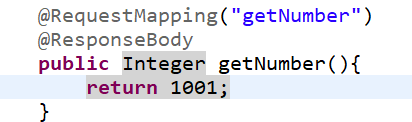 @RequestMapping("getNumber")
@ResponseBody
public Integer getNumber(){
    return 1001;
}